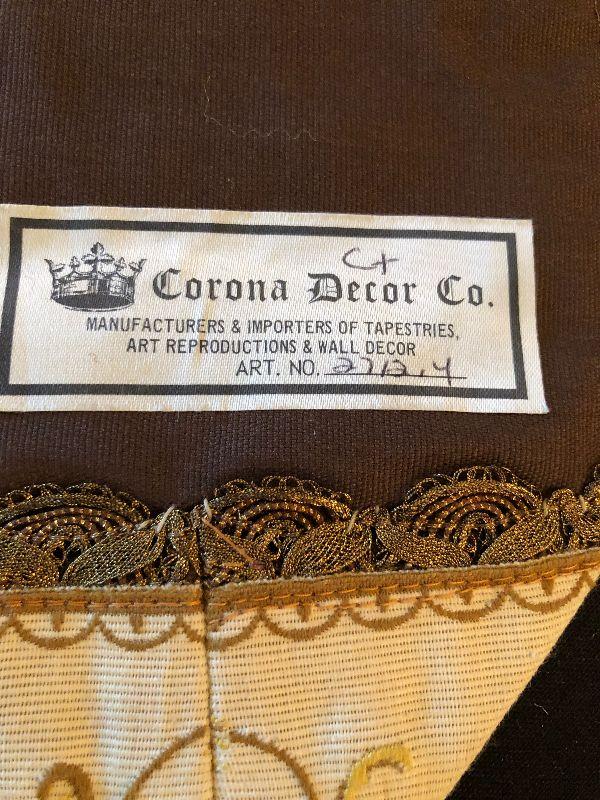 C+
Corona Decor Co.
MANUFACTURERS & IMPORTERS OF TAPESTRIES,
ART REPRODUCTIONS & WALL DECOR
ART. NO. 2712.4